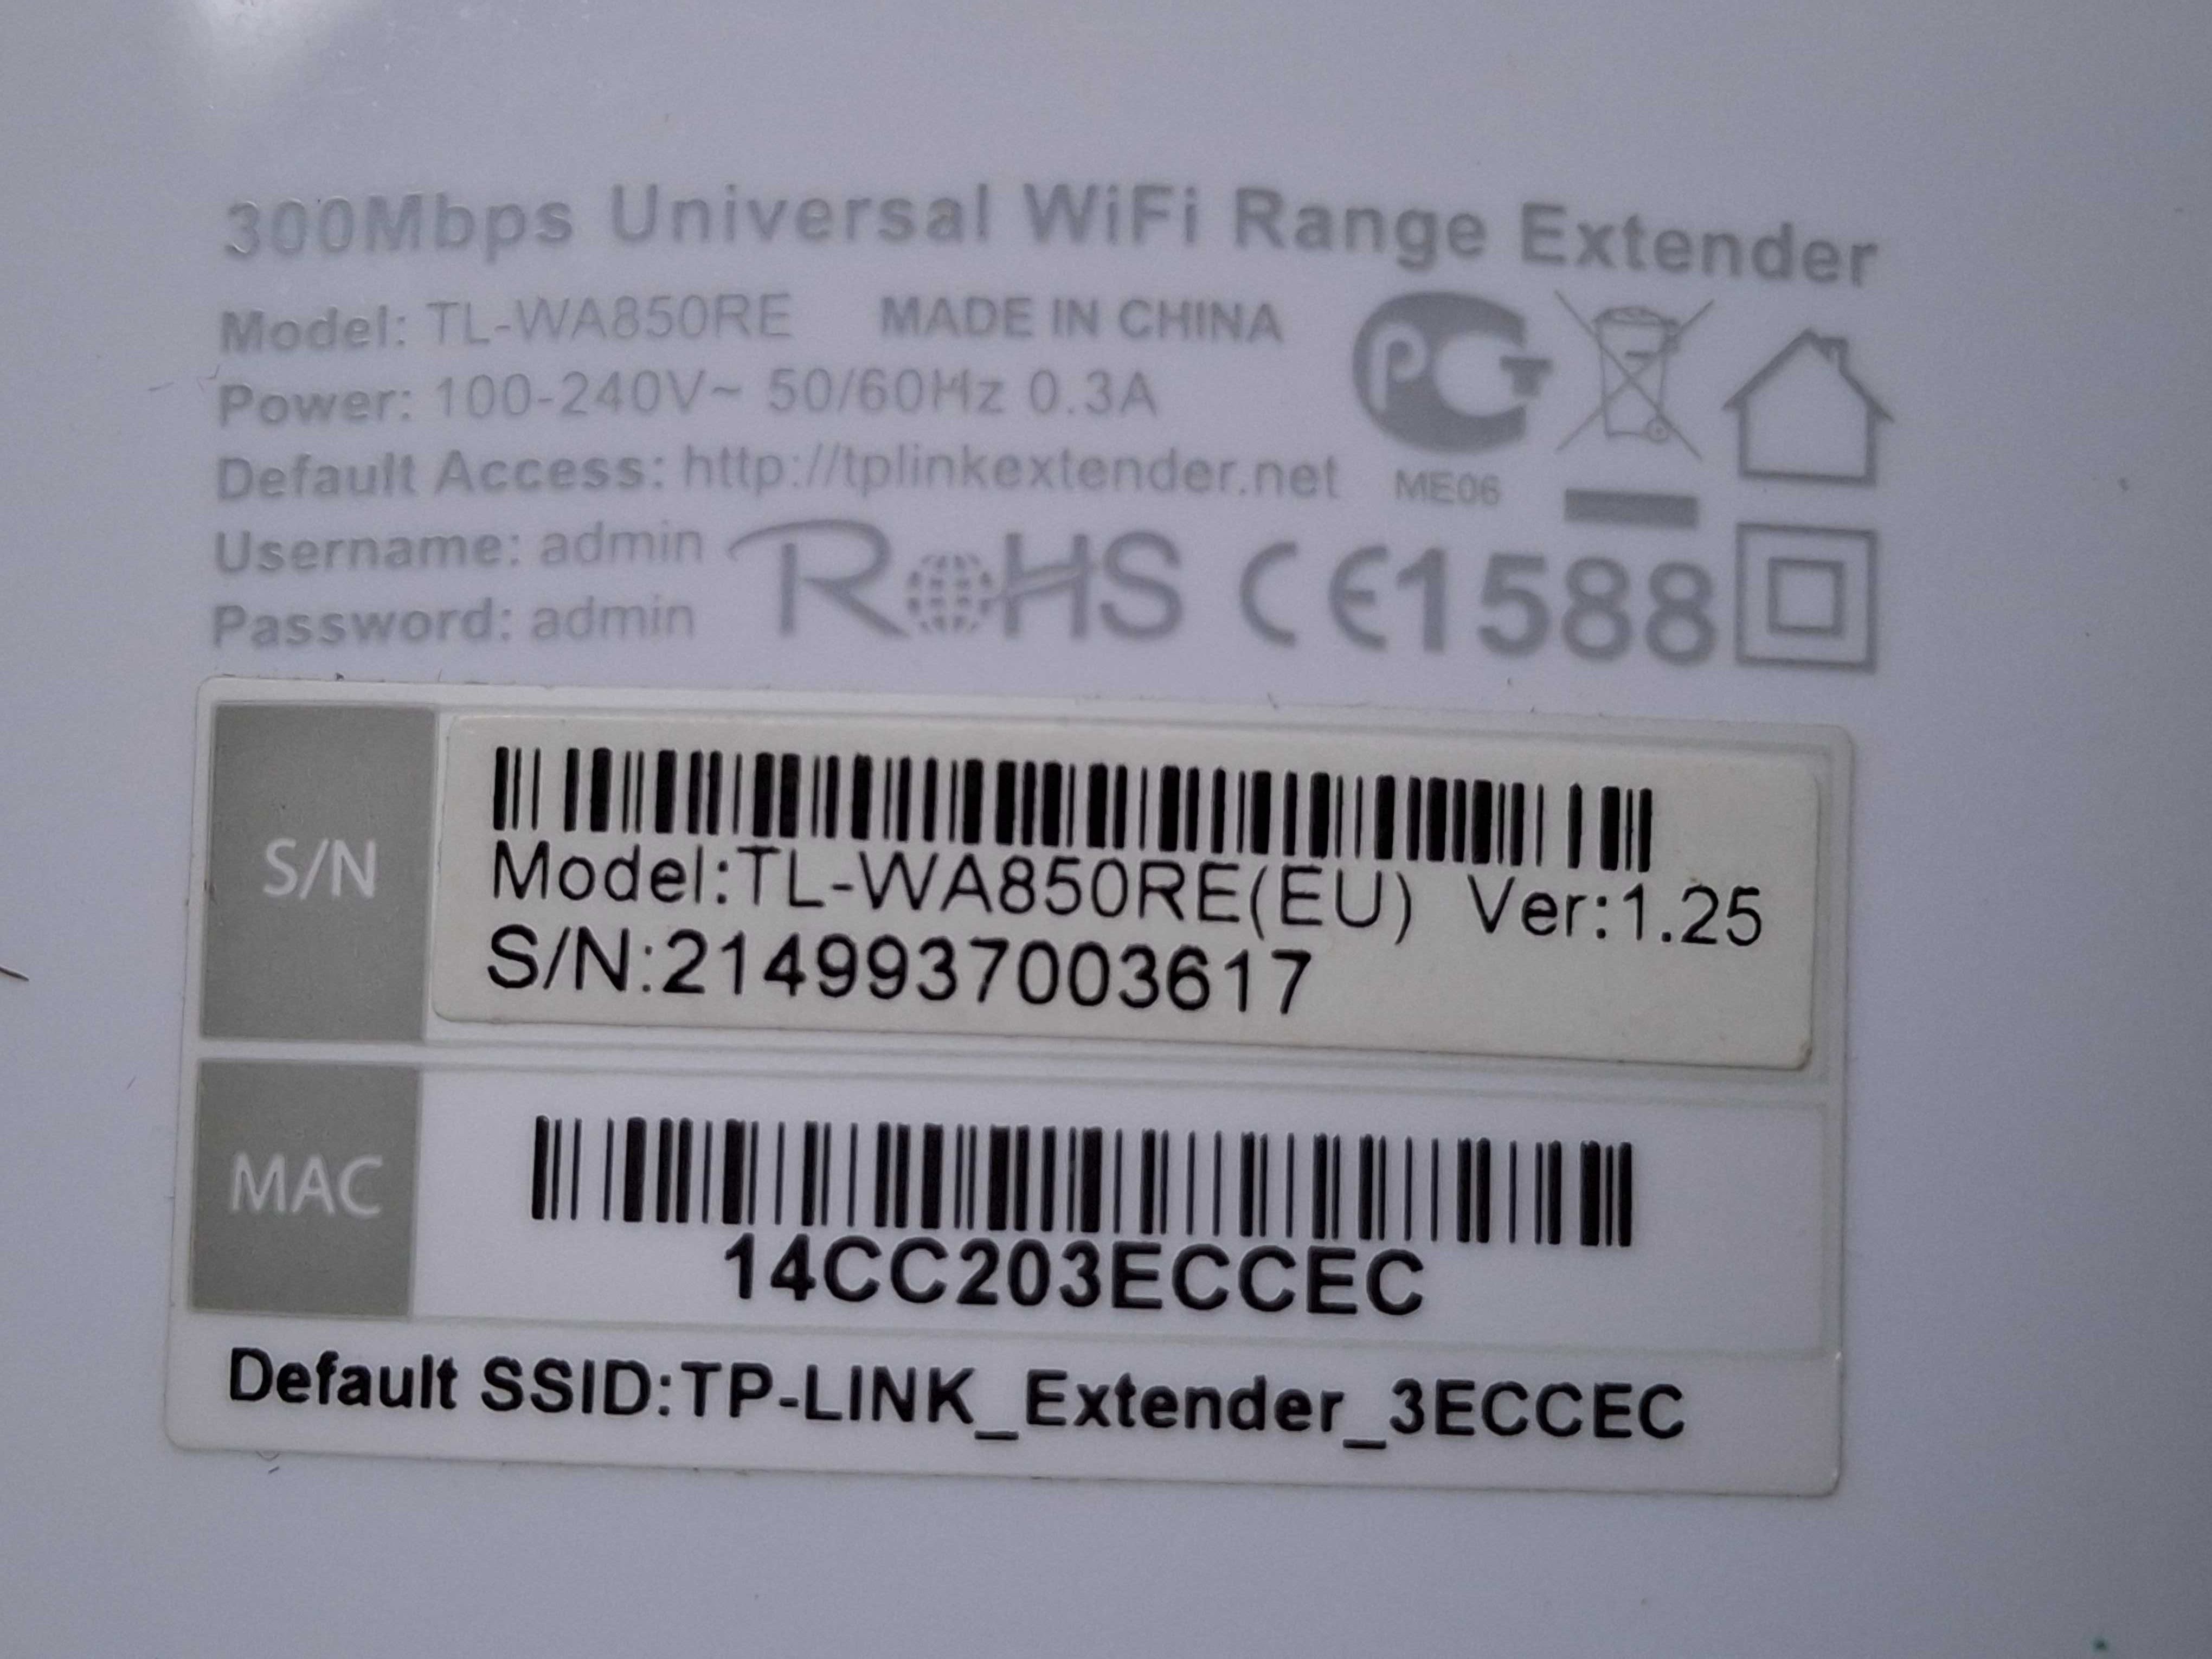 300Mbps Universal WiFi Range Extender
Model: TL-WA850RE MADE IN CHINA
Power: 100-240V~ 50/60Hz 0.3A
Default Access: http://tplinkextender.net
ME06
Username: admin
Password: admin
RoHS CE1588
S/N
Model:TL-WA850RE(EU) Ver:1.25
S/N:2149937003617
MAC
14CC203ECCEC
Default SSID:TP-LINK_Extender_3ECCEC